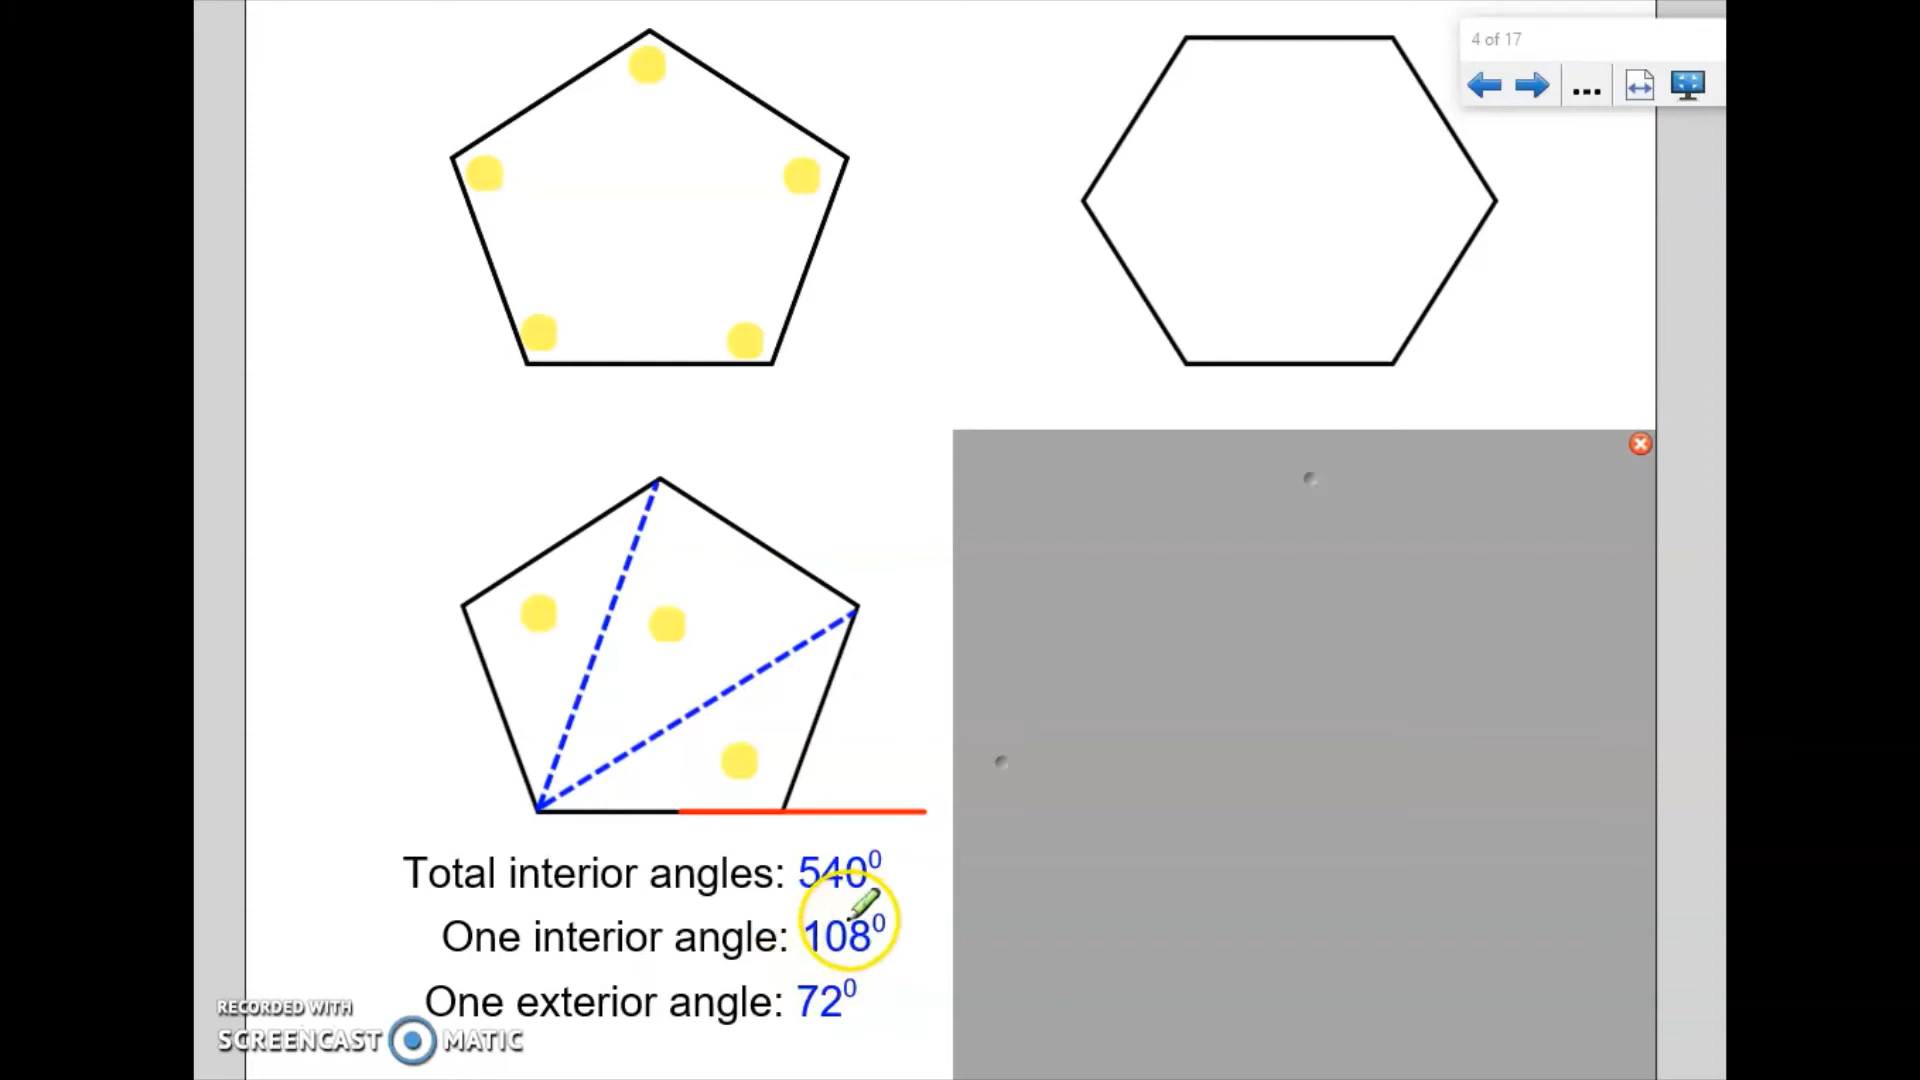 4 of 17
...
Total interior angles: 540⁰
One interior angle: 108⁰
One exterior angle: 72⁰
RECORDED WITH
SCREENCAST MATIC